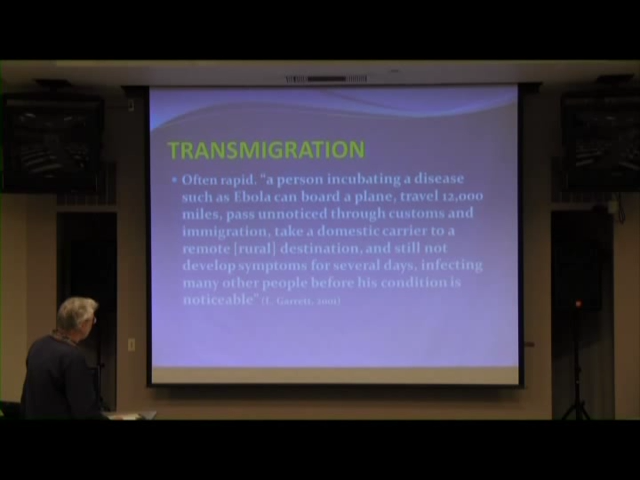 TRANSMIGRATION
Often rapid. "a person incubating a disease
such as Ebola can board a plane, travel 12,000
miles, pass unnoticed through customs and
immigration, take a domestic carrier to a
remote [rural] destination, and still not
develop symptoms for several days, infecting
many other people before his condition is
noticeable" (L. Garrett, 2001)